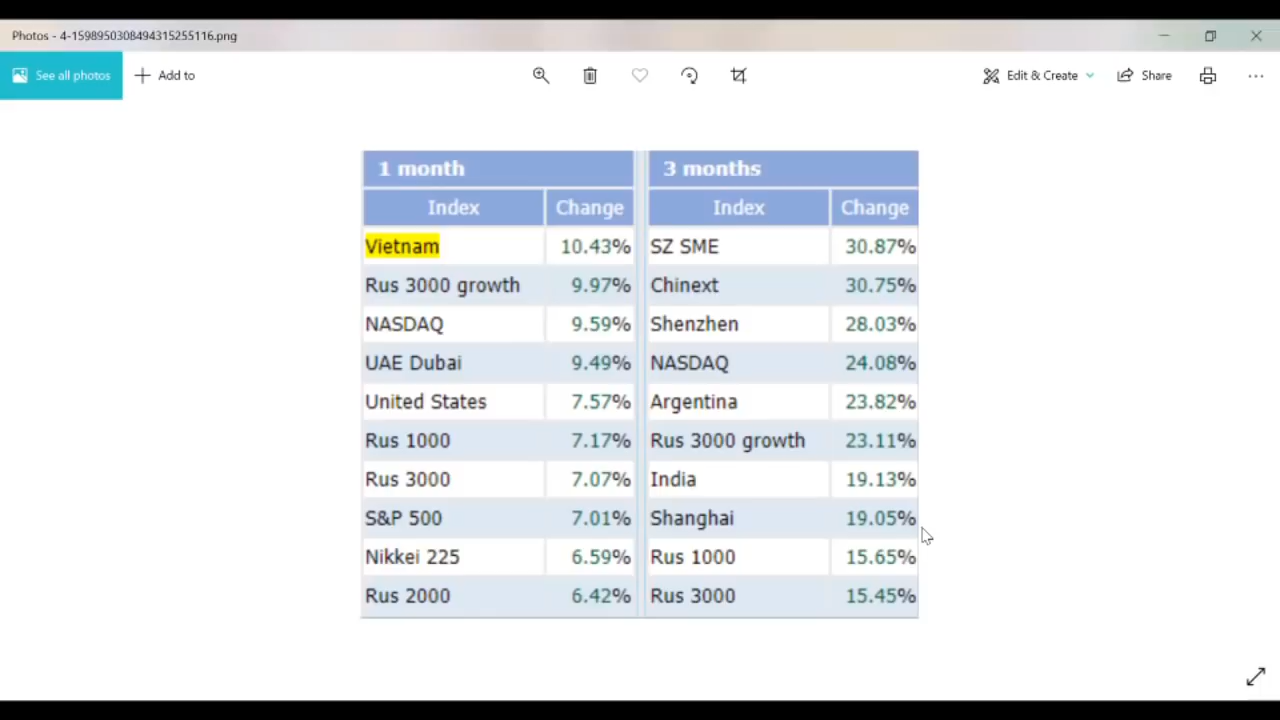 Photos - 4-1598950308494315255116.png
See all photos
Add to
Edit & Create
Share
1 month 3 months
Index Change Index Change
Vietnam 10.43% SZ SME 30.87%
Rus 3000 growth 9.97% Chinext 30.75%
NASDAQ 9.59% Shenzhen 28.03%
UAE Dubai 9.49% NASDAQ 24.08%
United States 7.57% Argentina 23.82%
Rus 1000 7.17% Rus 3000 growth 23.11%
Rus 3000 7.07% India 19.13%
S&P 500 7.01% Shanghai 19.05%
Nikkei 225 6.59% Rus 1000 15.65%
Rus 2000 6.42% Rus 3000 15.45%